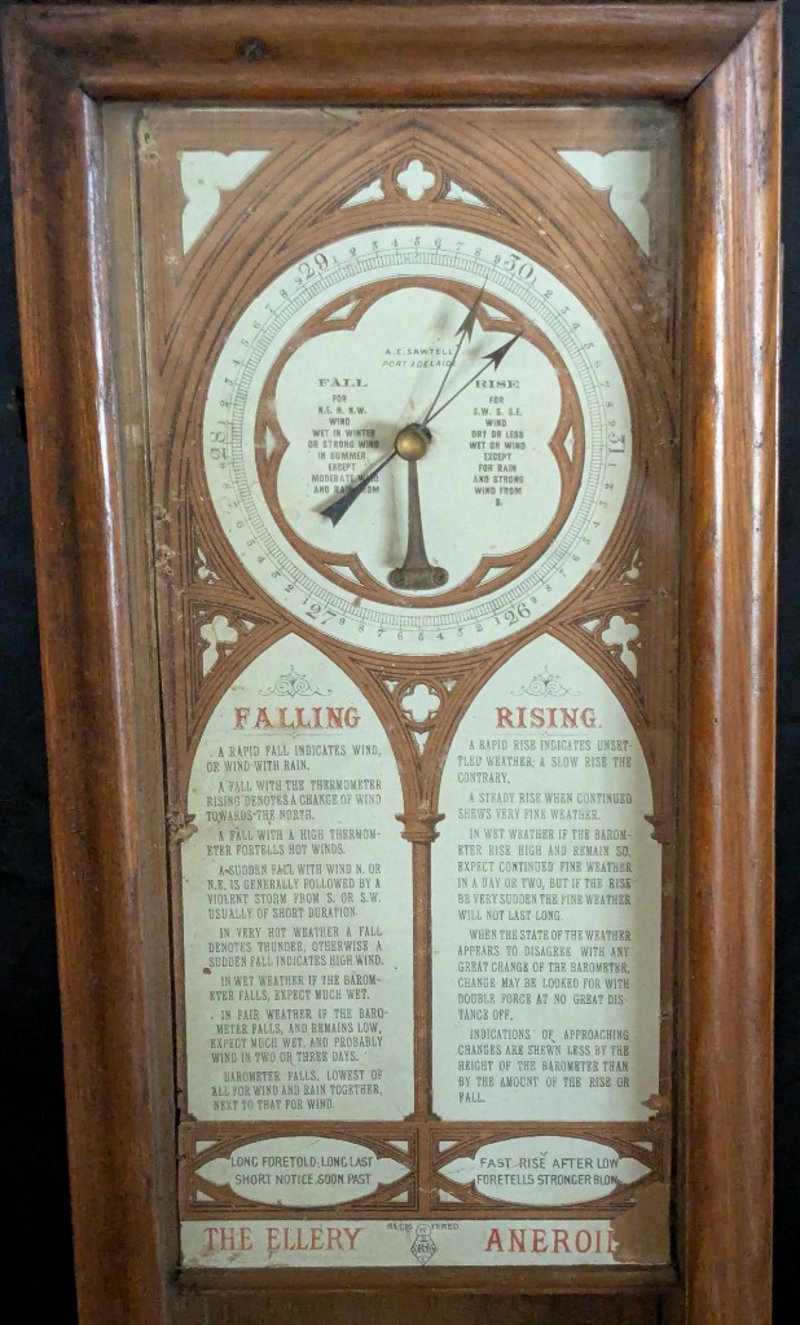 29 1 2 3 4 5 6 7 8 9 30
31
28
27
26
A. E. SAWTELL
PORT ADELAIDE
FALL
FOR
N.E. N. N.W.
WIND
WET IN WINTER
OR STRONG WIND
IN SUMMER,
EXCEPT
MODERATE WIND
AND RAIN FROM
RISE
FOR
S.W. S. S.E.
WIND
DRY OR LESS
WET OR WIND
EXCEPT
FOR RAIN
AND STRONG
WIND FROM
S.
FALLING
A RAPID FALL INDICATES WIND,
OR WIND WITH RAIN.
A FALL WITH THE THERMOMETER
RISING DENOTES A CHANGE OF WIND
TOWARDS THE NORTH.
A FALL WITH A HIGH THERMOM-
ETER FORTELLS HOT WINDS.
A SUDDEN FALL WITH WIND N. OR
N.E. IS GENERALLY FOLLOWED BY A
VIOLENT STORM FROM S. OR S.W.
USUALLY OF SHORT DURATION.
IN VERY HOT WEATHER A FALL
DENOTES THUNDER, OTHERWISE A
SUDDEN FALL INDICATES HIGH WIND.
IN WET WEATHER IF THE BAROM-
ETER FALLS, EXPECT MUCH WET.
IN FAIR WEATHER IF THE BARO-
METER FALLS, AND REMAINS LOW,
EXPECT MUCH WET, AND PROBABLY
WIND IN TWO OR THREE DAYS.
BAROMETER FALLS, LOWEST OF
ALL FOR WIND AND RAIN TOGETHER,
NEXT TO THAT FOR WIND.
RISING.
A RAPID RISE INDICATES UNSET-
TLED WEATHER; A SLOW RISE THE
CONTRARY.
A STEADY RISE WHEN CONTINUED
SHEWS VERY FINE WEATHER.
IN WET WEATHER IF THE BAROM-
ETER RISE HIGH AND REMAIN SO,
EXPECT CONTINUED FINE WEATHER
IN A DAY OR TWO, BUT IF THE RISE
BE VERY SUDDEN THE FINE WEATHER
WILL NOT LAST LONG.
WHEN THE STATE OF THE WEATHER
APPEARS TO DISAGREE WITH ANY
GREAT CHANGE OF THE BAROMETER,
CHANGE MAY BE LOOKED FOR WITH
DOUBLE FORCE AT NO GREAT DIS-
TANCE OFF.
INDICATIONS OF APPROACHING
CHANGES ARE SHEWN LESS BY THE
HEIGHT OF THE BAROMETER THAN
BY THE AMOUNT OF THE RISE OR
FALL.
LONG FORETOLD; LONG LAST
SHORT NOTICE, SOON PAST
FAST RISE AFTER LOW
FORETELLS STRONGER BLOW
THE ELLERY
REGISTERED
ANEROI